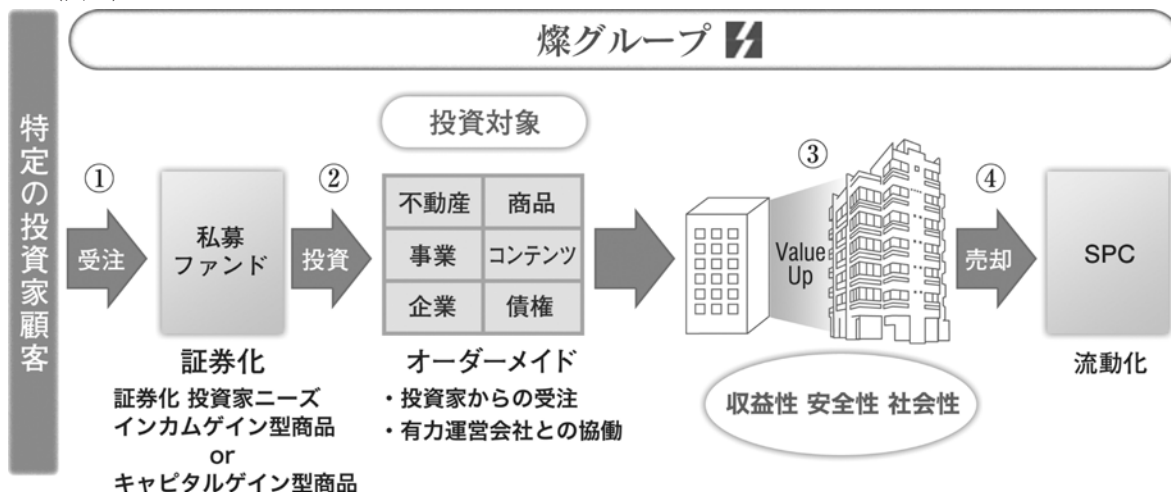 燦グループ
特定の投資家顧客
投資対象
①
受注
私募
ファンド
証券化
証券化 投資家ニーズ
インカムゲイン型商品
or
キャピタルゲイン型商品
②
投資
不動産 商品
事業 コンテンツ
企業 債権
オーダーメイド
・投資家からの受注
・有力運営会社との協働
③
Value
Up
収益性 安全性 社会性
④
売却
SPC
流動化